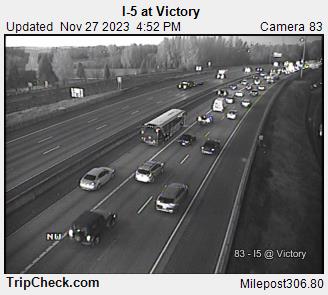 I-5 at Victory
Updated Nov 27 2023 4:52 PM Camera 83
NW
83 - I5 @ Victory
TripCheck.com Milepost306.80